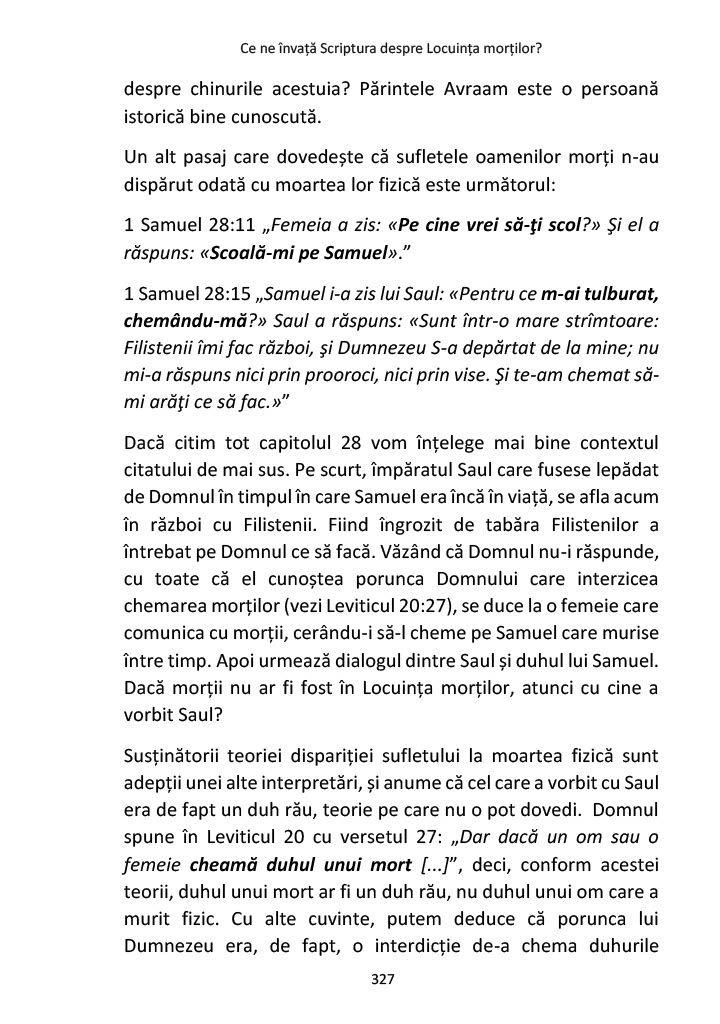 Ce ne învață Scriptura despre Locuința morților?
despre chinurile acestuia? Părintele Avraam este o persoană
istorică bine cunoscută.
Un alt pasaj care dovedește că sufletele oamenilor morți n-au
dispărut odată cu moartea lor fizică este următorul:
1 Samuel 28:11 „Femeia a zis: «Pe cine vrei să-ţi scol?» Şi el a
răspuns: «Scoală-mi pe Samuel».”
1 Samuel 28:15 „Samuel i-a zis lui Saul: «Pentru ce m-ai tulburat,
chemându-mă?» Saul a răspuns: «Sunt într-o mare strîmtoare:
Filistenii îmi fac război, şi Dumnezeu S-a depărtat de la mine; nu
mi-a răspuns nici prin prooroci, nici prin vise. Şi te-am chemat să-
mi arăţi ce să fac.»”
Dacă citim tot capitolul 28 vom înțelege mai bine contextul
citatului de mai sus. Pe scurt, împăratul Saul care fusese lepădat
de Domnul în timpul în care Samuel era încă în viață, se afla acum
în război cu Filistenii. Fiind îngrozit de tabăra Filistenilor a
întrebat pe Domnul ce să facă. Văzând că Domnul nu-i răspunde,
cu toate că el cunoștea porunca Domnului care interzicea
chemarea morților (vezi Leviticul 20:27), se duce la o femeie care
comunica cu morții, cerându-i să-l cheme pe Samuel care murise
între timp. Apoi urmează dialogul dintre Saul și duhul lui Samuel.
Dacă morții nu ar fi fost în Locuința morților, atunci cu cine a
vorbit Saul?
Susținătorii teoriei dispariției sufletului la moartea fizică sunt
adepții unei alte interpretări, și anume că cel care a vorbit cu Saul
era de fapt un duh rău, teorie pe care nu o pot dovedi.  Domnul
spune în Leviticul 20 cu versetul 27: „Dar dacă un om sau o
femeie cheamă duhul unui mort [...]”, deci, conform acestei
teorii, duhul unui mort ar fi un duh rău, nu duhul unui om care a
murit fizic. Cu alte cuvinte, putem deduce că porunca lui
Dumnezeu era, de fapt, o interdicție de-a chema duhurile
327